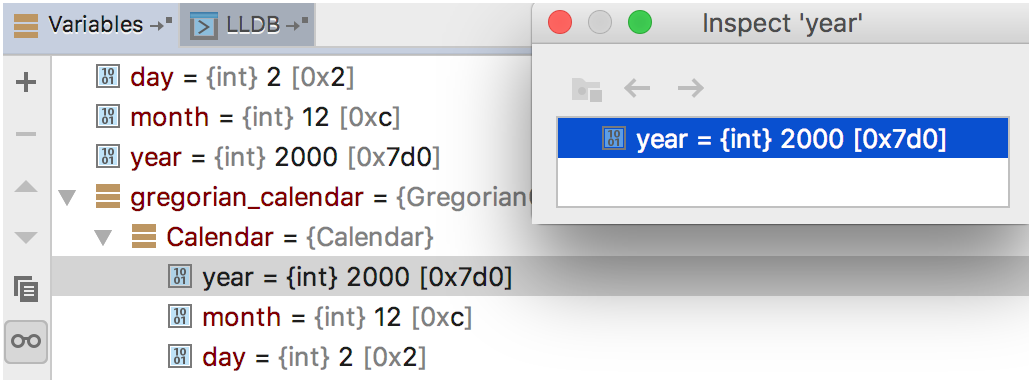 Variables
LLDB
day = {int} 2 [0x2]
month = {int} 12 [0xc]
year = {int} 2000 [0x7d0]
gregorian_calendar = {Gregorian
Calendar = {Calendar}
year = {int} 2000 [0x7d0]
month = {int} 12 [0xc]
day = {int} 2 [0x2]
Inspect 'year'
year = {int} 2000 [0x7d0]